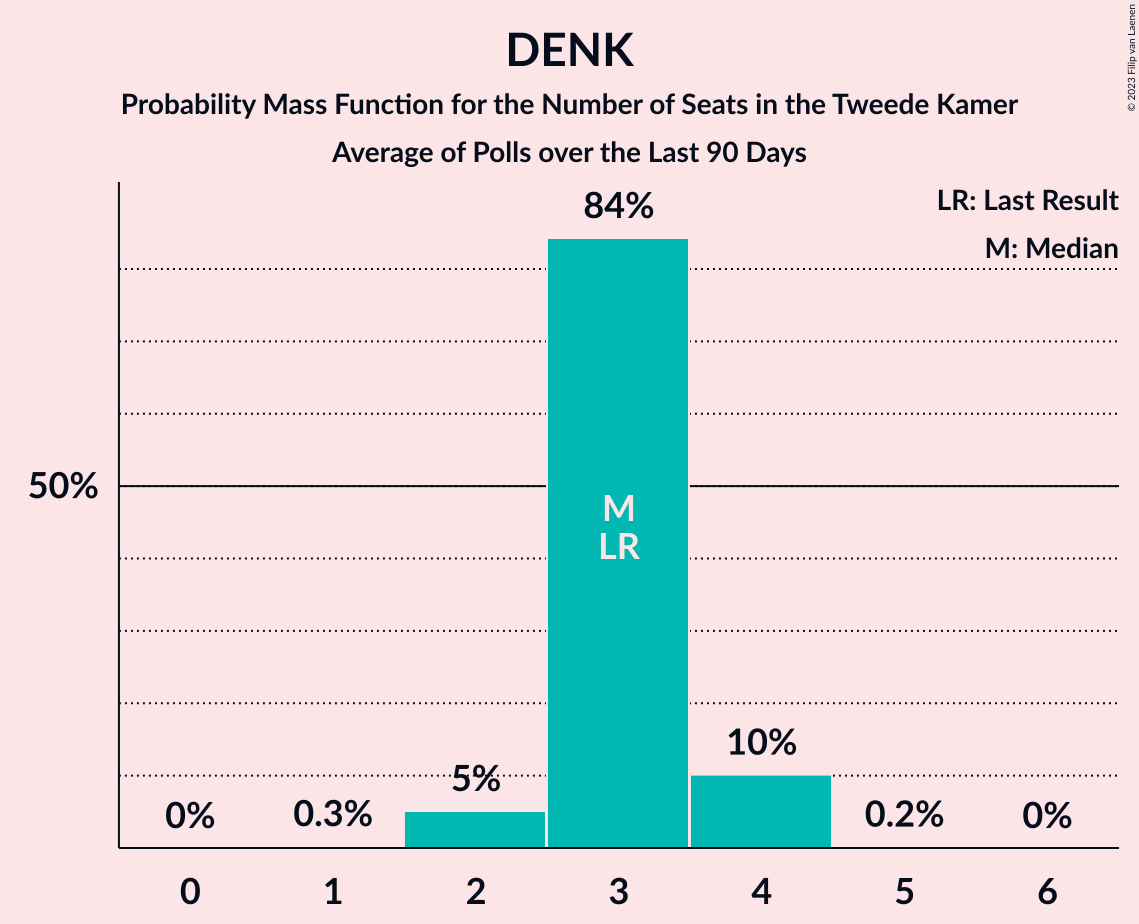 DENK
Probability Mass Function for the Number of Seats in the Tweede Kamer
Average of Polls over the Last 90 Days
© 2023 Filip van Laenen
LR: Last Result
M: Median
84%
50%
M
LR
10%
5%
0%
0.3%
0.2%
0%
0 1 2 3 4 5 6